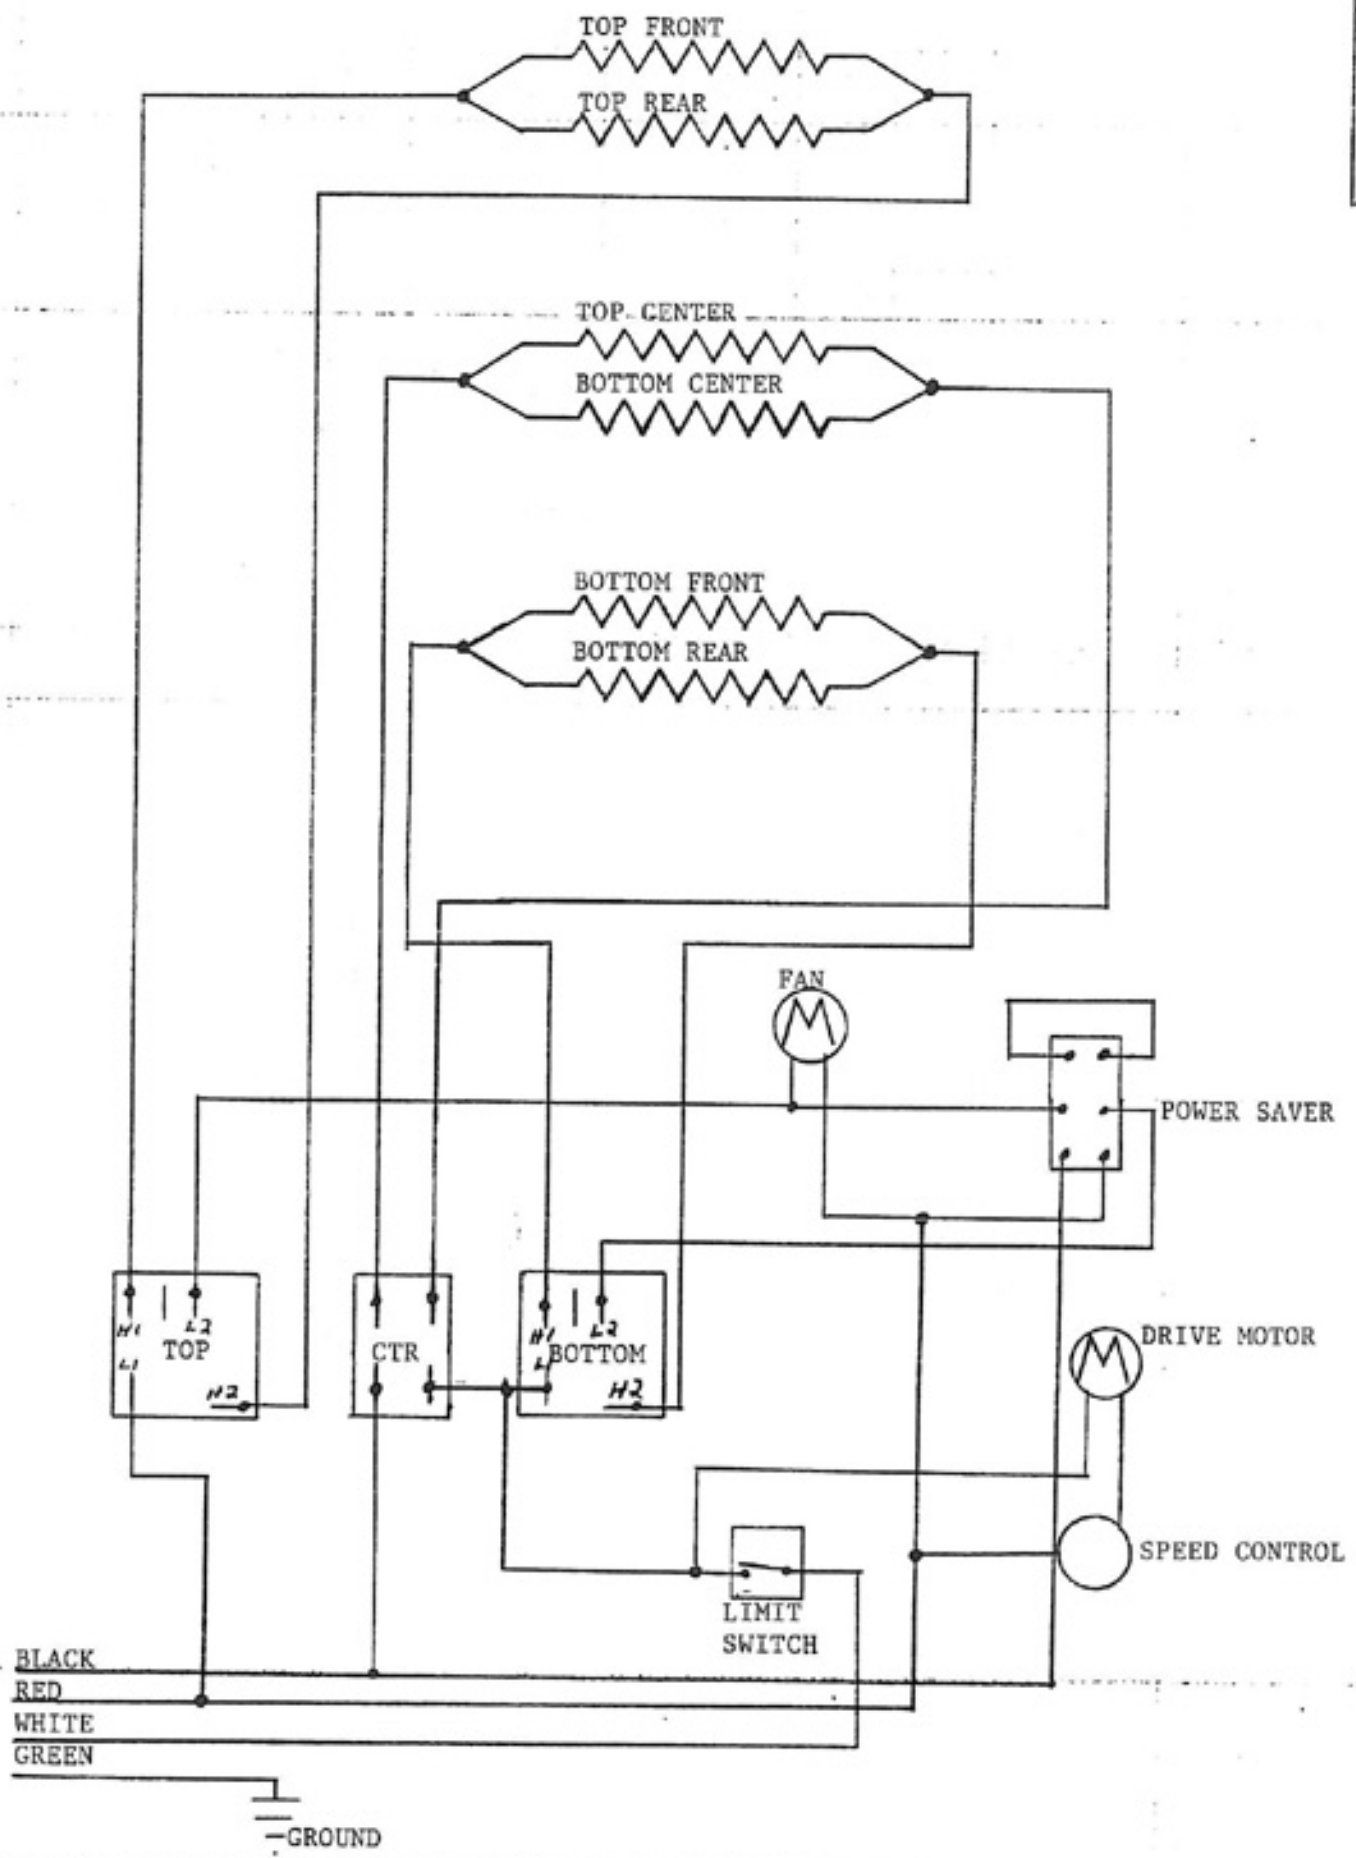 TOP FRONT
TOP REAR
TOP CENTER
BOTTOM CENTER
BOTTOM FRONT
BOTTOM REAR
FAN
POWER SAVER
H1 L2
TOP
L1
H2
CTR
H1 L2
BOTTOM
L1
H2
DRIVE MOTOR
SPEED CONTROL
LIMIT
SWITCH
BLACK
RED
WHITE
GREEN
GROUND